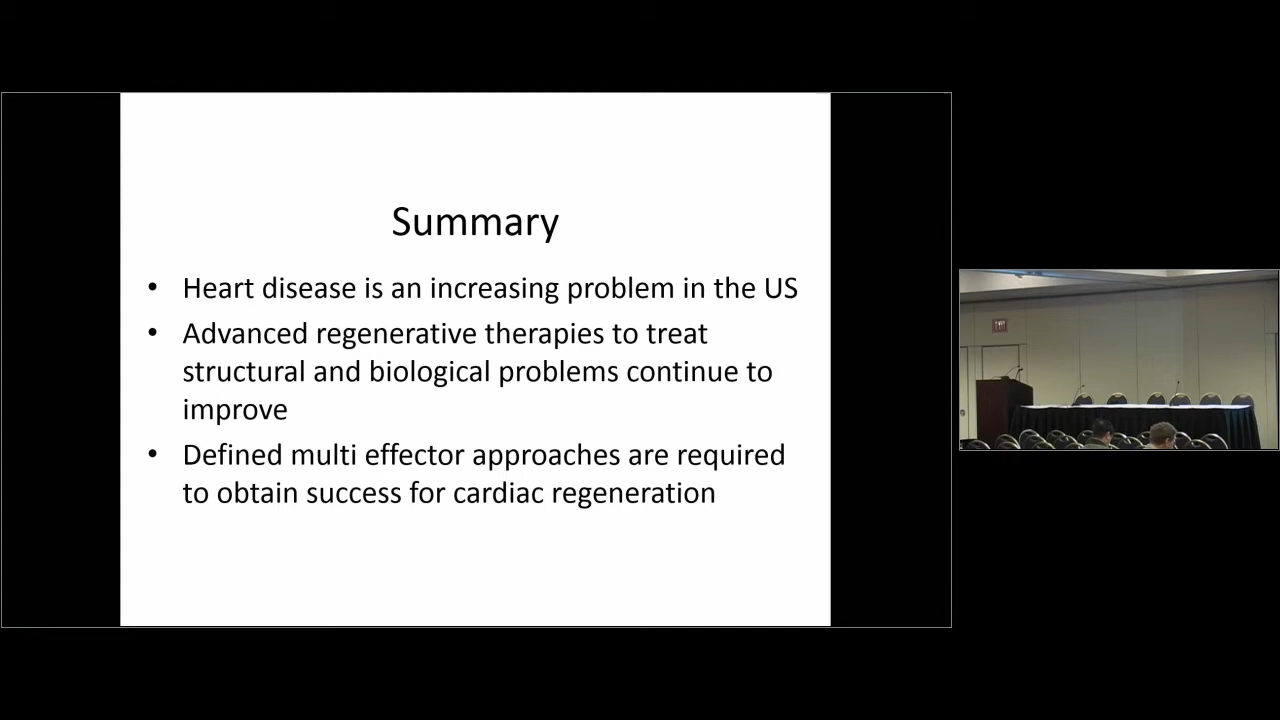 Summary
• Heart disease is an increasing problem in the US
• Advanced regenerative therapies to treat
structural and biological problems continue to
improve
• Defined multi effector approaches are required
to obtain success for cardiac regeneration